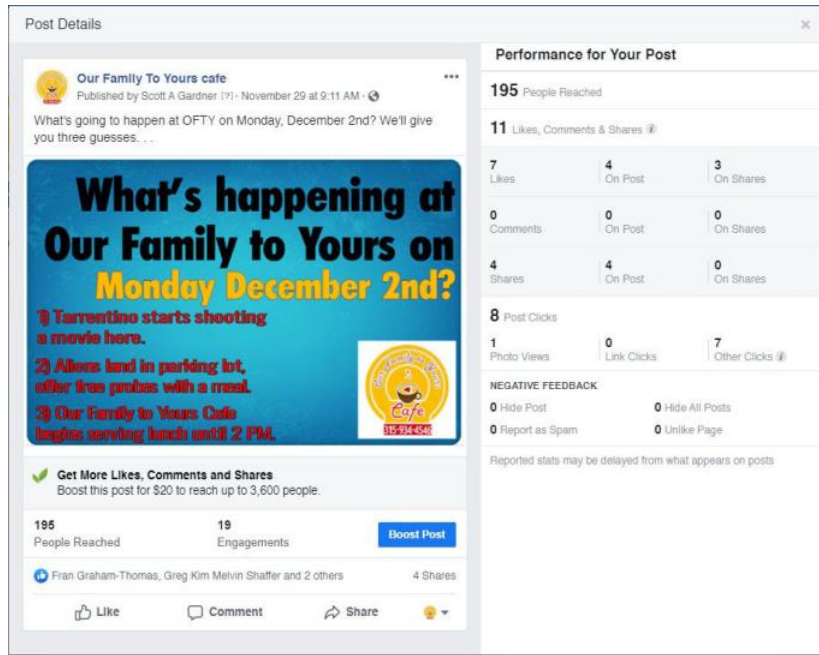 Post Details
Our Family To Yours cafe
Published by Scott A Gardner [?] · November 29 at 9:11 AM ·
What's going to happen at OFTY on Monday, December 2nd? We'll give
you three guesses. . .
What's happening at
Our Family to Yours on
Monday December 2nd?
1) Tarrentino starts shooting
a movie here.
2) Aliens land in parking lot,
offer free probes with a meal.
3) Our Family to Yours Cafe
begins serving lunch until 2 PM.
Our Family to Yours
Cafe
315-934-4546
Get More Likes, Comments and Shares
Boost this post for $20 to reach up to 3,600 people.
195
People Reached
19
Engagements
Boost Post
Fran Graham-Thomas, Greg Kim Melvin Shaffer and 2 others
4 Shares
Like
Comment
Share
Performance for Your Post
195 People Reached
11 Likes, Comments & Shares
7 4 3
Likes On Post On Shares
0 0 0
Comments On Post On Shares
4 4 0
Shares On Post On Shares
8 Post Clicks
1 0 7
Photo Views Link Clicks Other Clicks
NEGATIVE FEEDBACK
0 Hide Post 0 Hide All Posts
0 Report as Spam 0 Unlike Page
Reported stats may be delayed from what appears on posts